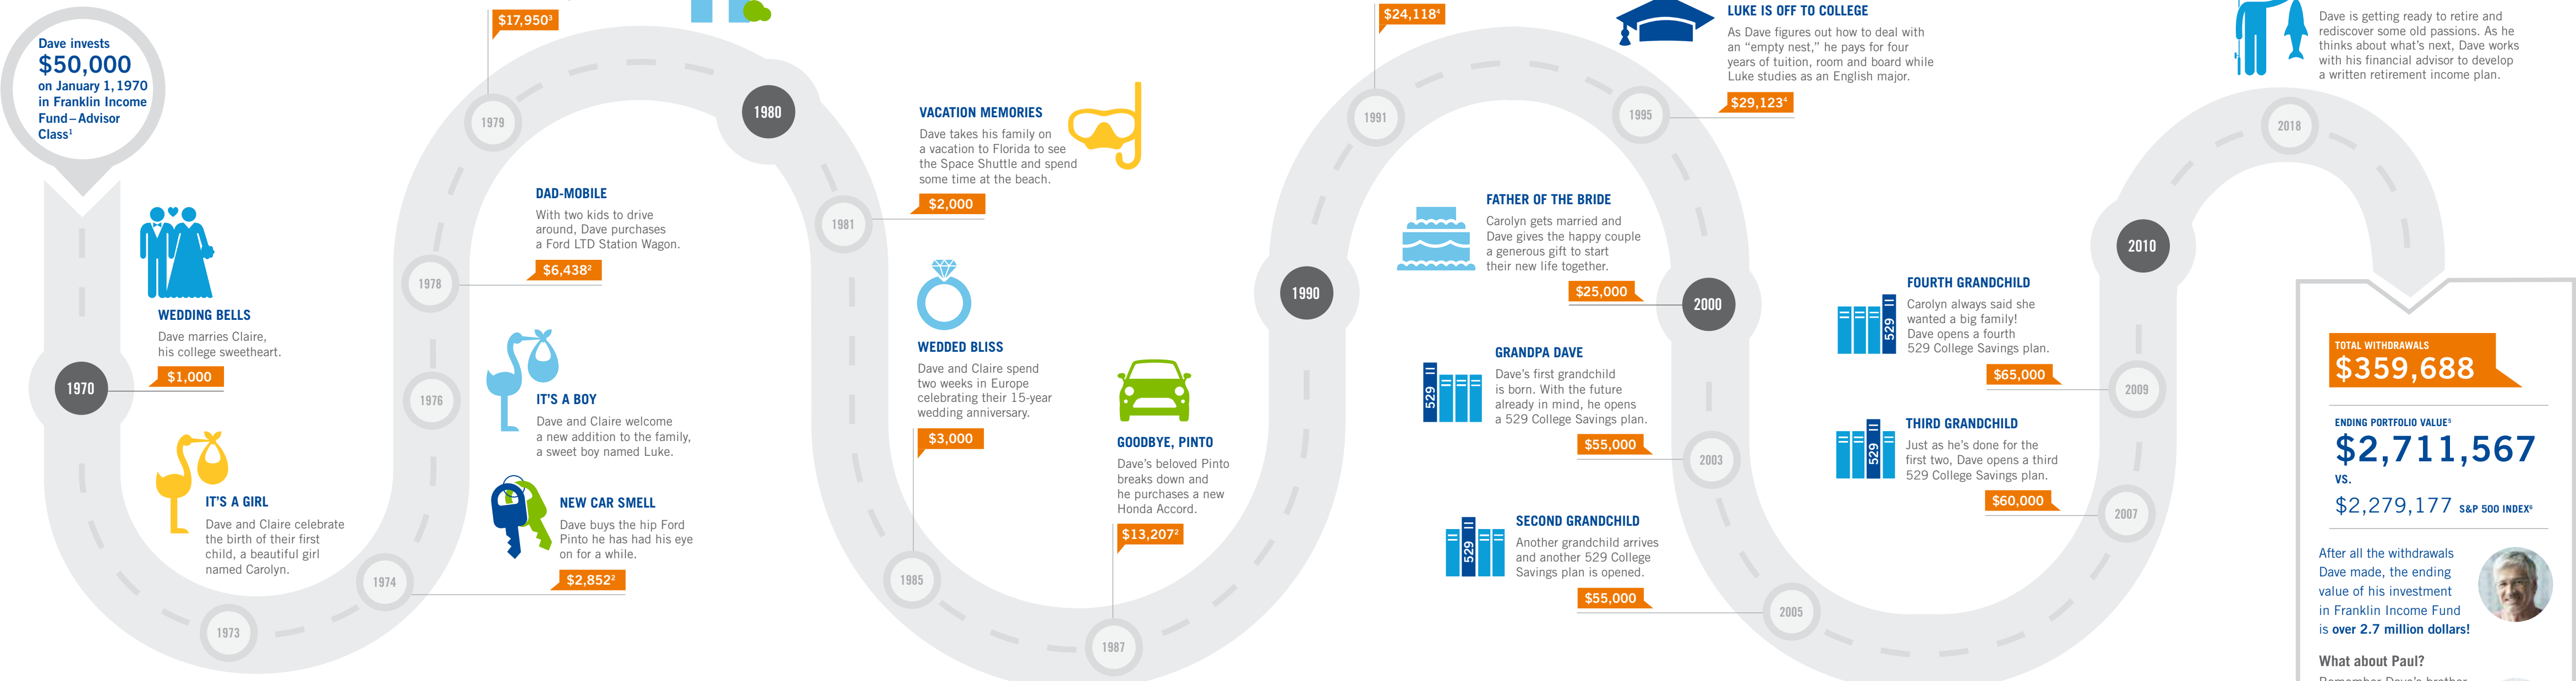 Dave invests
$50,000
on January 1, 1970
in Franklin Income
Fund – Advisor
Class¹
WEDDING BELLS
Dave marries Claire,
his college sweetheart.
$1,000
1970
IT’S A GIRL
Dave and Claire celebrate
the birth of their first
child, a beautiful girl
named Carolyn.
1973
1974
NEW CAR SMELL
Dave buys the hip Ford
Pinto he has had his eye
on for a while.
$2,852²
IT’S A BOY
Dave and Claire welcome
a new addition to the family,
a sweet boy named Luke.
1976
DAD-MOBILE
With two kids to drive
around, Dave purchases
a Ford LTD Station Wagon.
$6,438²
1978
$17,950³
1979
1980
VACATION MEMORIES
Dave takes his family on
a vacation to Florida to see
the Space Shuttle and spend
some time at the beach.
$2,000
1981
WEDDED BLISS
Dave and Claire spend
two weeks in Europe
celebrating their 15-year
wedding anniversary.
$3,000
1985
GOODBYE, PINTO
Dave’s beloved Pinto
breaks down and
he purchases a new
Honda Accord.
$13,207²
1987
1990
$24,118⁴
1991
LUKE IS OFF TO COLLEGE
As Dave figures out how to deal with
an “empty nest,” he pays for four
years of tuition, room and board while
Luke studies as an English major.
$29,123⁴
1995
FATHER OF THE BRIDE
Carolyn gets married and
Dave gives the happy couple
a generous gift to start
their new life together.
$25,000
2000
529
GRANDPA DAVE
Dave’s first grandchild
is born. With the future
already in mind, he opens
a 529 College Savings plan.
$55,000
2003
529
SECOND GRANDCHILD
Another grandchild arrives
and another 529 College
Savings plan is opened.
$55,000
2005
529
THIRD GRANDCHILD
Just as he’s done for the
first two, Dave opens a third
529 College Savings plan.
$60,000
2007
529
FOURTH GRANDCHILD
Carolyn always said she
wanted a big family!
Dave opens a fourth
529 College Savings plan.
$65,000
2009
2010
Dave is getting ready to retire and
rediscover some old passions. As he
thinks about what’s next, Dave works
with his financial advisor to develop
a written retirement income plan.
2018
TOTAL WITHDRAWALS
$359,688
ENDING PORTFOLIO VALUE⁵
$2,711,567
VS.
$2,279,177 S&P 500 INDEX⁶
After all the withdrawals
Dave made, the ending
value of his investment
in Franklin Income Fund
is over 2.7 million dollars!
What about Paul?
Remember Dave’s brother